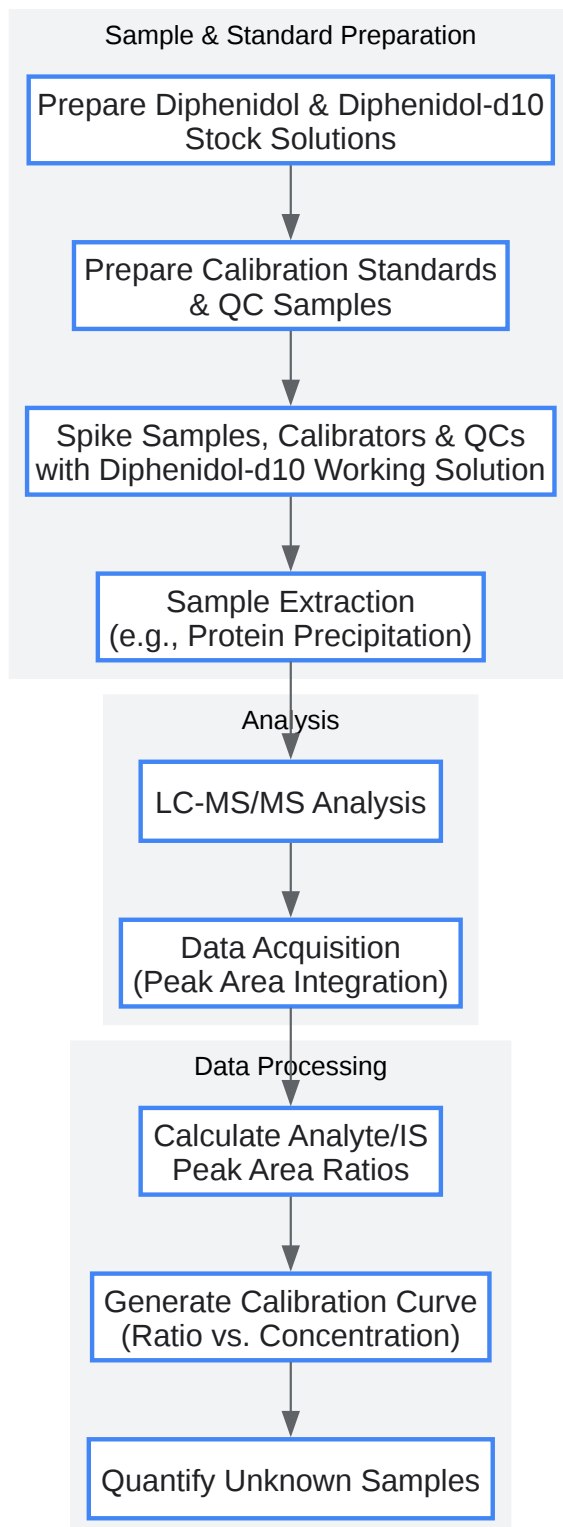 Sample & Standard Preparation
Prepare Diphenidol & Diphenidol-d10
Stock Solutions
Prepare Calibration Standards
& QC Samples
Spike Samples, Calibrators & QCs
with Diphenidol-d10 Working Solution
Sample Extraction
(e.g., Protein Precipitation)
Analysis
LC-MS/MS Analysis
Data Acquisition
(Peak Area Integration)
Data Processing
Calculate Analyte/IS
Peak Area Ratios
Generate Calibration Curve
(Ratio vs. Concentration)
Quantify Unknown Samples